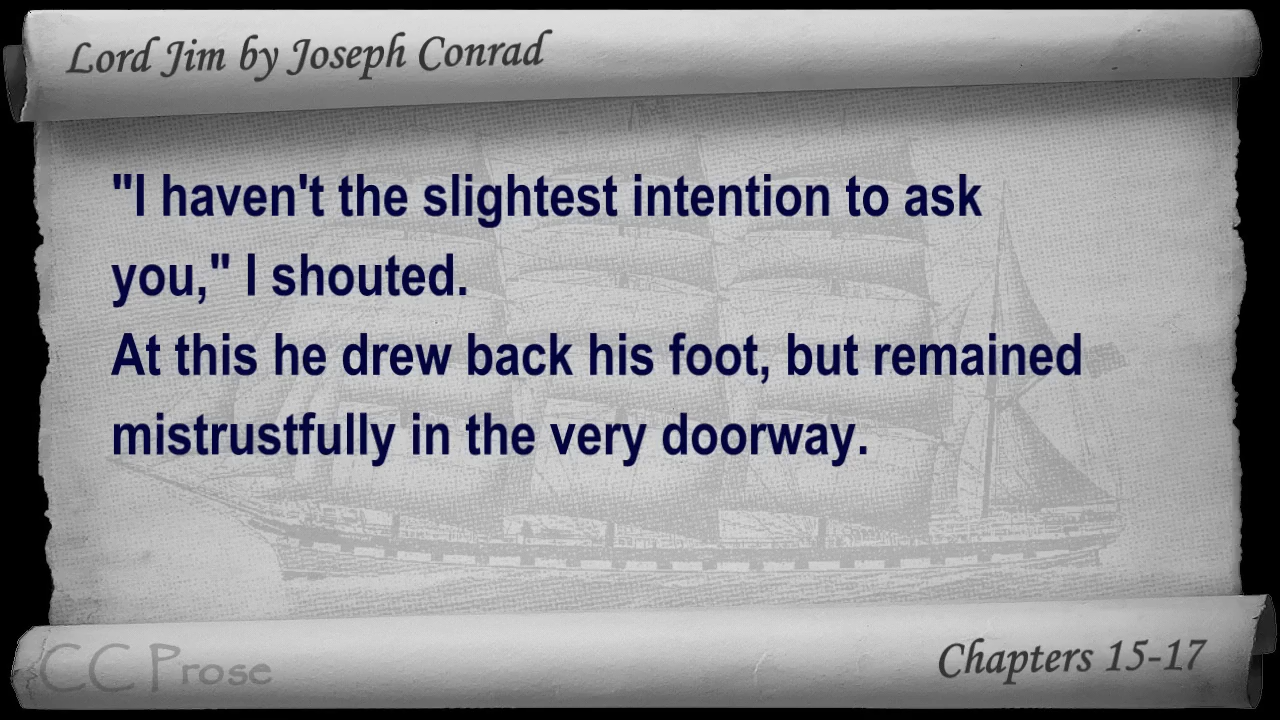 Lord Jim by Joseph Conrad
"I haven't the slightest intention to ask
you," I shouted.
At this he drew back his foot, but remained
mistrustfully in the very doorway.
CC Prose
Chapters 15-17